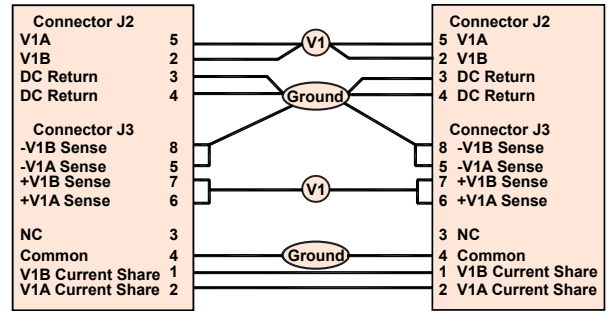 Connector J2
V1A 5
V1B 2
DC Return 3
DC Return 4
Connector J3
-V1B Sense 8
-V1A Sense 5
+V1B Sense 7
+V1A Sense 6
NC 3
Common 4
V1B Current Share 1
V1A Current Share 2
V1
Ground
V1
Ground
Connector J2
5 V1A
2 V1B
3 DC Return
4 DC Return
Connector J3
8 -V1B Sense
5 -V1A Sense
7 +V1B Sense
6 +V1A Sense
3 NC
4 Common
1 V1B Current Share
2 V1A Current Share